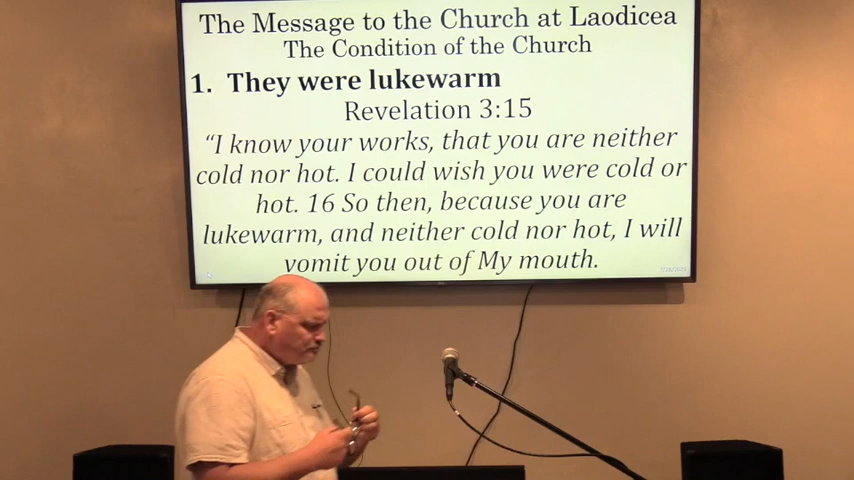 The Message to the Church at Laodicea
The Condition of the Church
1. They were lukewarm
Revelation 3:15
“I know your works, that you are neither
cold nor hot. I could wish you were cold or
hot. 16 So then, because you are
lukewarm, and neither cold nor hot, I will
vomit you out of My mouth.